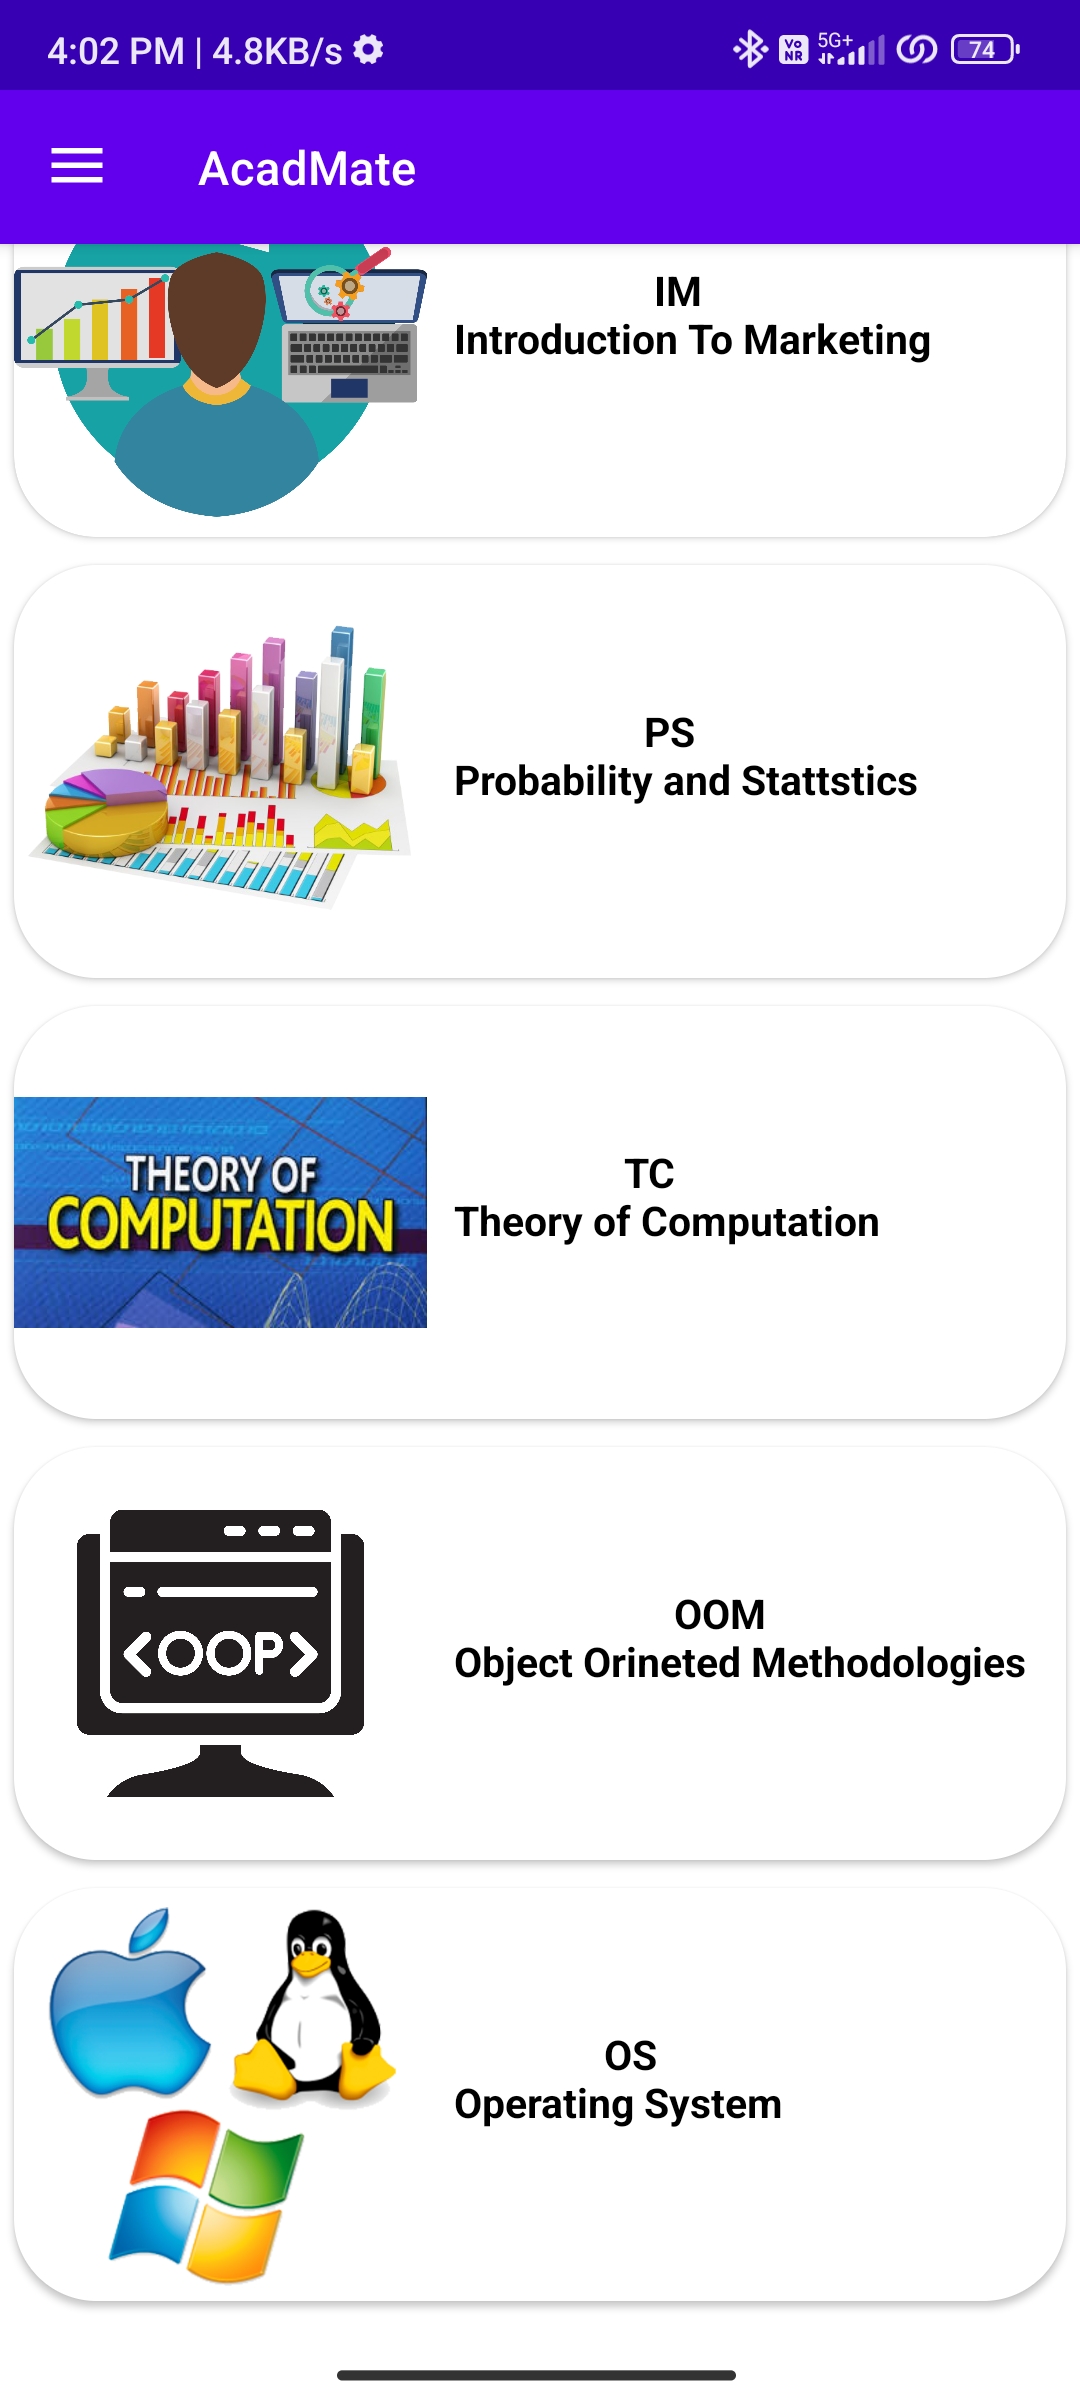 4:02 PM | 4.8KB/s
Vo
NR
5G+
74
AcadMate
IM
Introduction To Marketing
PS
Probability and Stattstics
THEORY OF
COMPUTATION
TC
Theory of Computation
<OOP>
OOM
Object Orineted Methodologies
OS
Operating System